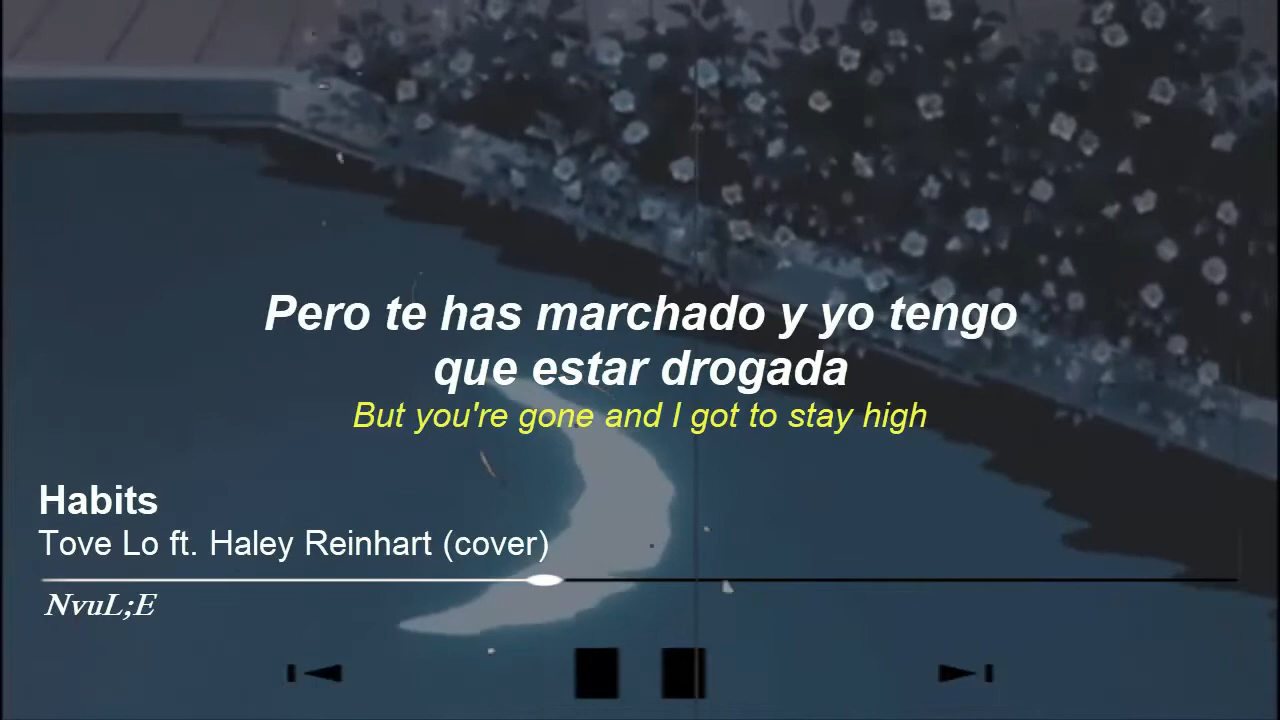 Pero te has marchado y yo tengo
que estar drogada
But you're gone and I got to stay high
Habits
Tove Lo ft. Haley Reinhart (cover)
NvuL;E